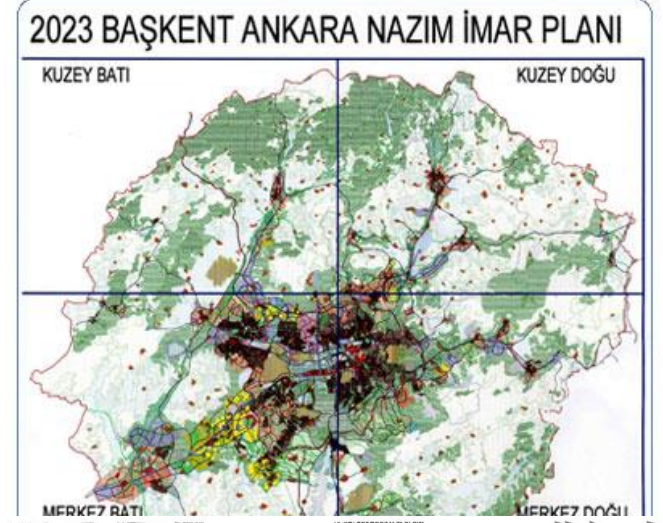 2023 BAŞKENT ANKARA NAZIM İMAR PLANI
KUZEY BATI
KUZEY DOĞU
MERKEZ BATI
MERKEZ DOĞU